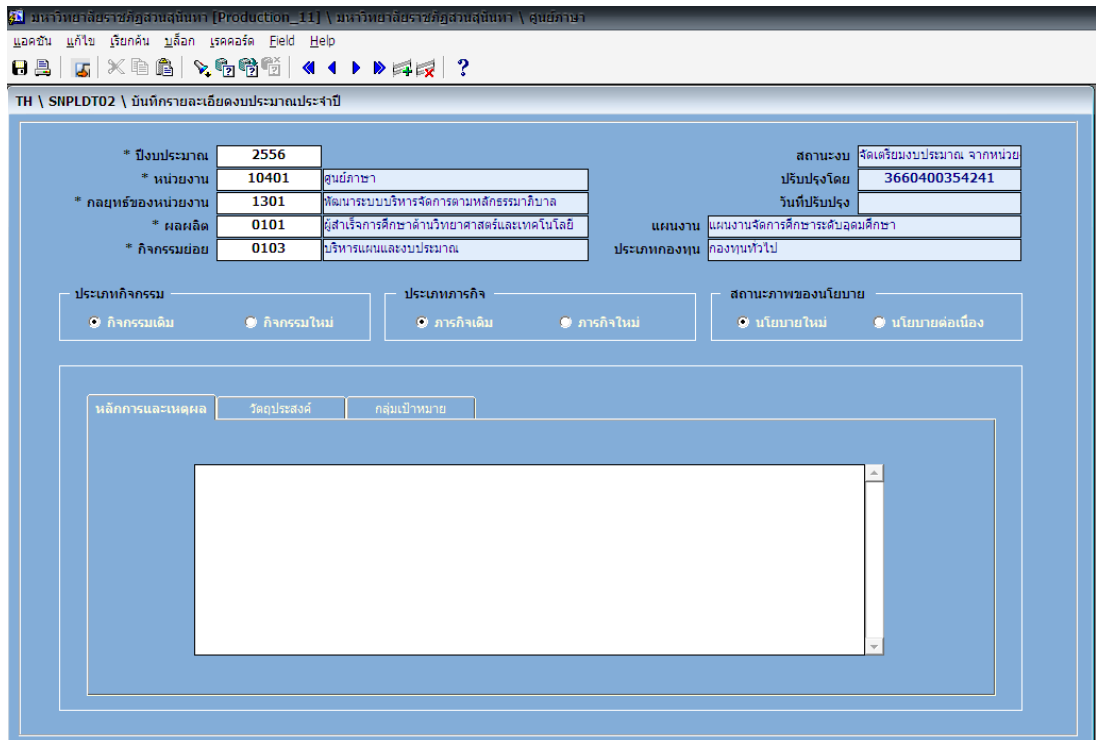 มหาวิทยาลัยราชภัฏสวนสุนันทา [Production_11] \ มหาวิทยาลัยราชภัฏสวนสุนันทา \ ศูนย์ภาษา
แอคชัน แก้ไข เรียกค้น บล็อก เรคคอร์ด Field Help
TH \ SNPLDT02 \ บันทึกรายละเอียดงบประมาณประจำปี
* ปีงบประมาณ 2556 สถานะงบ จัดเตรียมงบประมาณ จากหน่วย
* หน่วยงาน 10401 ศูนย์ภาษา ปรับปรุงโดย 3660400354241
* กลยุทธ์ของหน่วยงาน 1301 พัฒนาระบบบริหารจัดการตามหลักธรรมาภิบาล วันที่ปรับปรุง
* ผลผลิต 0101 ผู้สำเร็จการศึกษาด้านวิทยาศาสตร์และเทคโนโลยี แผนงาน แผนงานจัดการศึกษาระดับอุดมศึกษา
* กิจกรรมย่อย 0103 บริหารแผนและงบประมาณ ประเภทกองทุน กองทุนทั่วไป
ประเภทกิจกรรม ประเภทภารกิจ สถานะภาพของนโยบาย
กิจกรรมเดิม กิจกรรมใหม่ ภารกิจเดิม ภารกิจใหม่ นโยบายใหม่ นโยบายต่อเนื่อง
หลักการและเหตุผล วัตถุประสงค์ กลุ่มเป้าหมาย